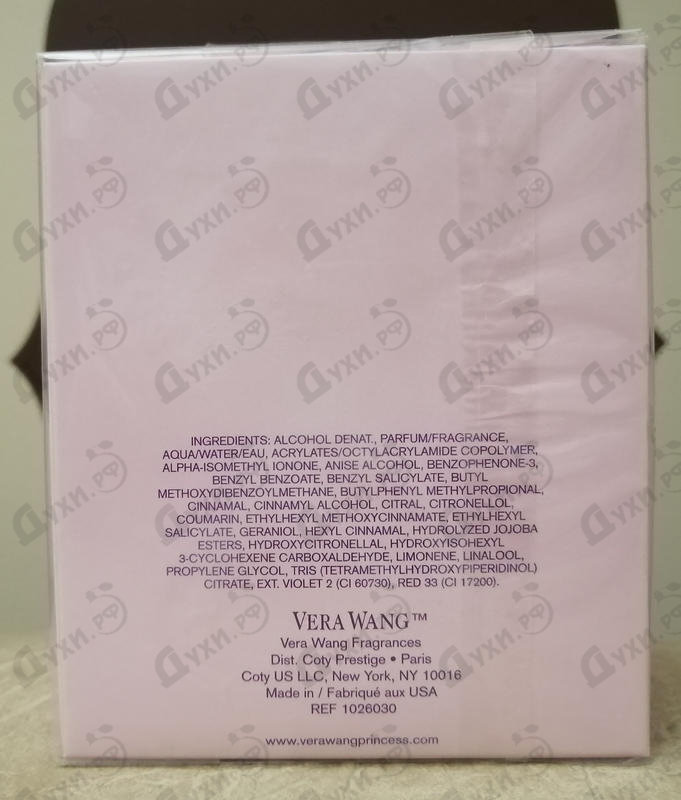 INGREDIENTS: ALCOHOL DENAT., PARFUM/FRAGRANCE,
AQUA/WATER/EAU, ACRYLATES/OCTYLACRYLAMIDE COPOLYMER,
ALPHA-ISOMETHYL IONONE, ANISE ALCOHOL, BENZOPHENONE-3,
BENZYL BENZOATE, BENZYL SALICYLATE, BUTYL
METHOXYDIBENZOYLMETHANE, BUTYLPHENYL METHYLPROPIONAL,
CINNAMAL, CINNAMYL ALCOHOL, CITRAL, CITRONELLOL,
COUMARIN, ETHYLHEXYL METHOXYCINNAMATE, ETHYLHEXYL
SALICYLATE, GERANIOL, HEXYL CINNAMAL, HYDROLYZED JOJOBA
ESTERS, HYDROXYCITRONELLAL, HYDROXYISOHEXYL
3-CYCLOHEXENE CARBOXALDEHYDE, LIMONENE, LINALOOL,
PROPYLENE GLYCOL, TRIS (TETRAMETHYLHYDROXYPIPERIDINOL)
CITRATE, EXT. VIOLET 2 (CI 60730), RED 33 (CI 17200).
VERA WANG™
Vera Wang Fragrances
Dist. Coty Prestige • Paris
Coty US LLC, New York, NY 10016
Made in / Fabriqué aux USA
REF 1026030
www.verawangprincess.com
Духи.рф